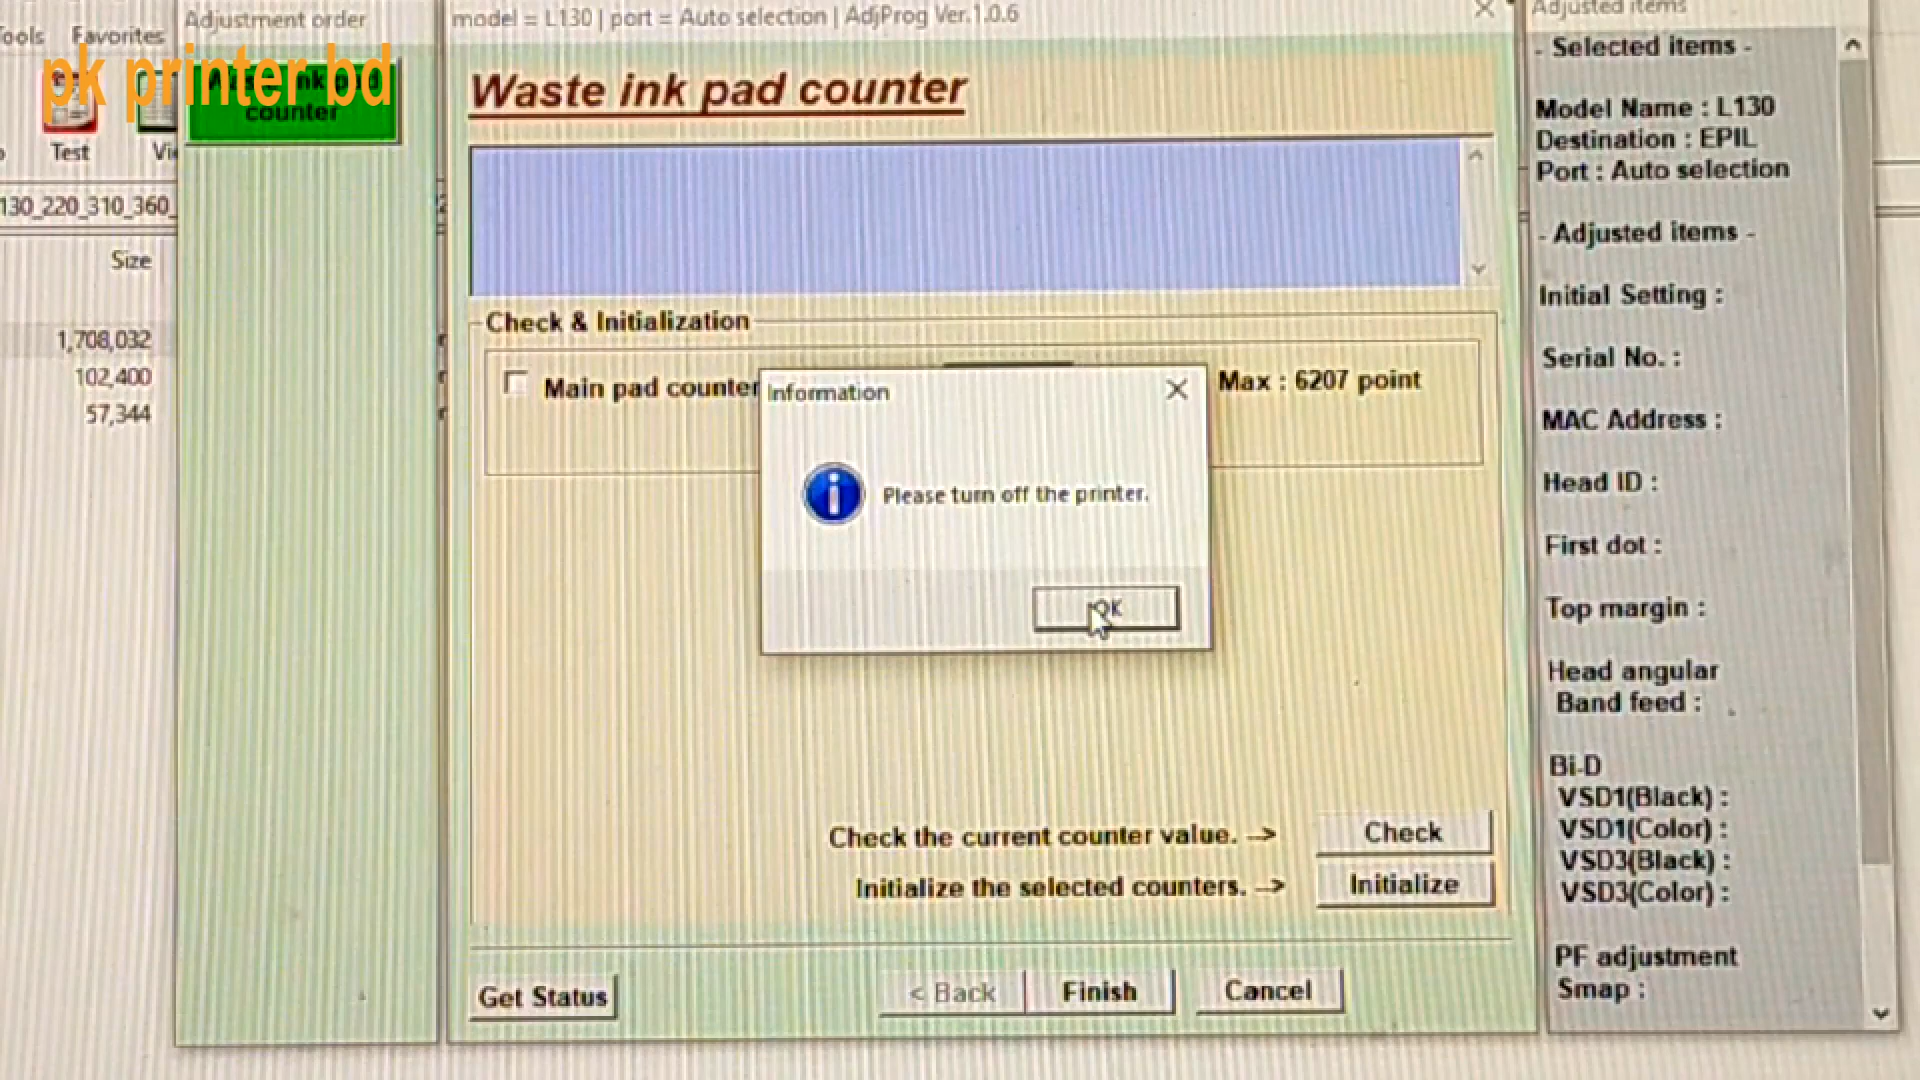 Tools Favorites
Adjustment order
model = L130 | port = Auto selection | AdjProg Ver.1.0.6
Adjusted items
pk printer bd
counter
Test
130_220_310_360_
Size
1,708,032
102,400
57,344
Waste ink pad counter
Check & Initialization
Main pad counter
Max : 6207 point
Information
Please turn off the printer.
OK
Check the current counter value. -->
Check
Initialize the selected counters. -->
Initialize
Get Status
< Back
Finish
Cancel
- Selected items -
Model Name : L130
Destination : EPIL
Port : Auto selection
- Adjusted items -
Initial Setting :
Serial No. :
MAC Address :
Head ID :
First dot :
Top margin :
Head angular
Band feed :
Bi-D
VSD1(Black) :
VSD1(Color) :
VSD3(Black) :
VSD3(Color) :
PF adjustment
Smap :